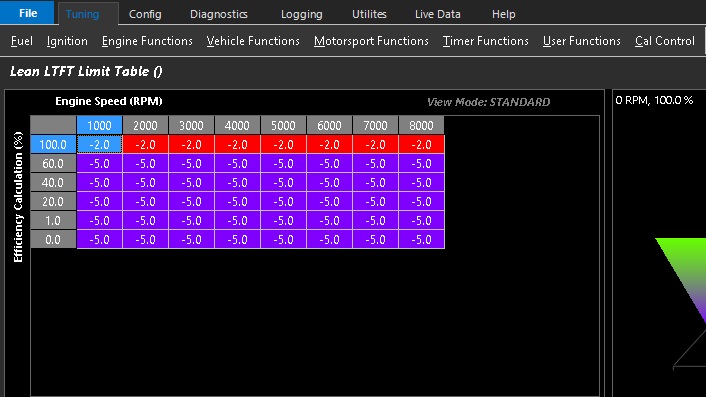 File Tuning Config Diagnostics Logging Utilites Live Data Help
Fuel Ignition Engine Functions Vehicle Functions Motorsport Functions Timer Functions User Functions Cal Control
Lean LTFT Limit Table ()
Engine Speed (RPM) View Mode: STANDARD
0 RPM, 100.0 %
Efficiency Calculation (%)
1000 2000 3000 4000 5000 6000 7000 8000
100.0 -2.0 -2.0 -2.0 -2.0 -2.0 -2.0 -2.0 -2.0
60.0 -5.0 -5.0 -5.0 -5.0 -5.0 -5.0 -5.0 -5.0
40.0 -5.0 -5.0 -5.0 -5.0 -5.0 -5.0 -5.0 -5.0
20.0 -5.0 -5.0 -5.0 -5.0 -5.0 -5.0 -5.0 -5.0
1.0 -5.0 -5.0 -5.0 -5.0 -5.0 -5.0 -5.0 -5.0
0.0 -5.0 -5.0 -5.0 -5.0 -5.0 -5.0 -5.0 -5.0